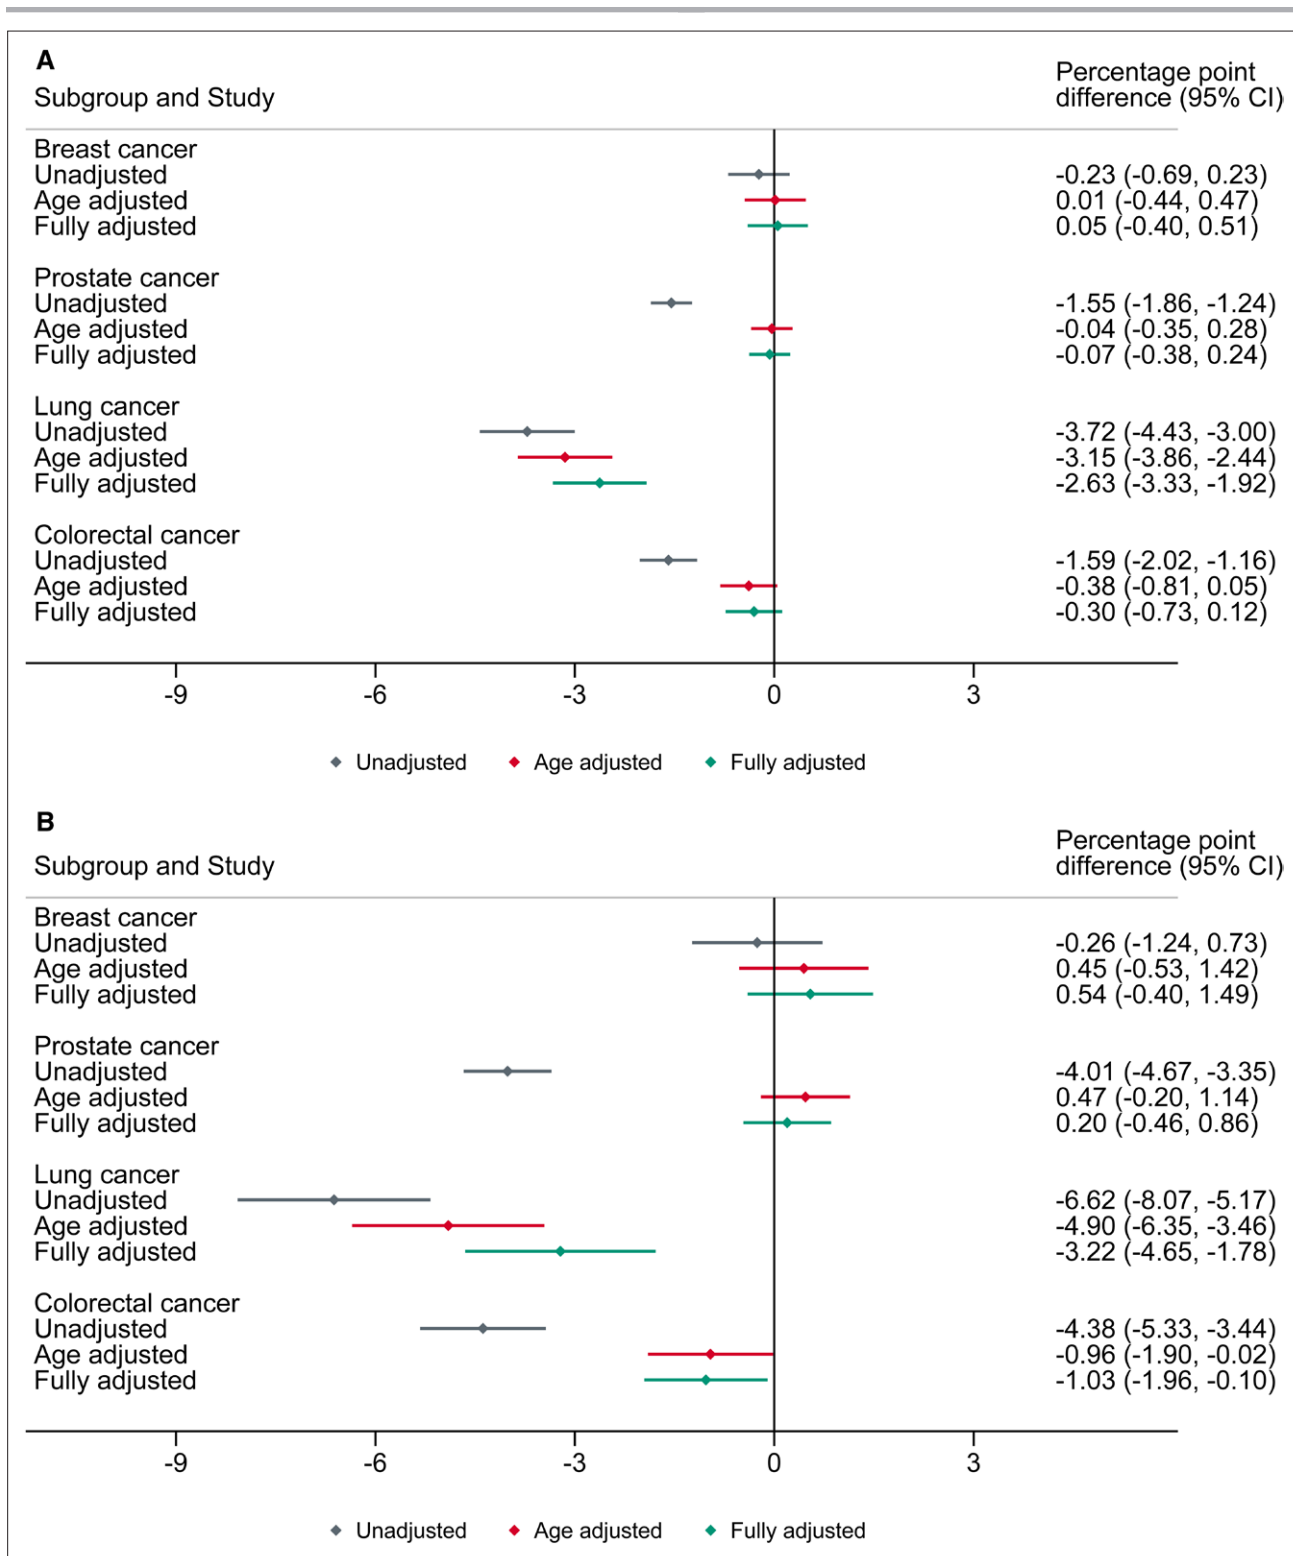 A
Subgroup and Study
Percentage point
difference (95% CI)
Breast cancer
Unadjusted -0.23 (-0.69, 0.23)
Age adjusted 0.01 (-0.44, 0.47)
Fully adjusted 0.05 (-0.40, 0.51)
Prostate cancer
Unadjusted -1.55 (-1.86, -1.24)
Age adjusted -0.04 (-0.35, 0.28)
Fully adjusted -0.07 (-0.38, 0.24)
Lung cancer
Unadjusted -3.72 (-4.43, -3.00)
Age adjusted -3.15 (-3.86, -2.44)
Fully adjusted -2.63 (-3.33, -1.92)
Colorectal cancer
Unadjusted -1.59 (-2.02, -1.16)
Age adjusted -0.38 (-0.81, 0.05)
Fully adjusted -0.30 (-0.73, 0.12)
-9 -6 -3 0 3
Unadjusted Age adjusted Fully adjusted
B
Subgroup and Study
Percentage point
difference (95% CI)
Breast cancer
Unadjusted -0.26 (-1.24, 0.73)
Age adjusted 0.45 (-0.53, 1.42)
Fully adjusted 0.54 (-0.40, 1.49)
Prostate cancer
Unadjusted -4.01 (-4.67, -3.35)
Age adjusted 0.47 (-0.20, 1.14)
Fully adjusted 0.20 (-0.46, 0.86)
Lung cancer
Unadjusted -6.62 (-8.07, -5.17)
Age adjusted -4.90 (-6.35, -3.46)
Fully adjusted -3.22 (-4.65, -1.78)
Colorectal cancer
Unadjusted -4.38 (-5.33, -3.44)
Age adjusted -0.96 (-1.90, -0.02)
Fully adjusted -1.03 (-1.96, -0.10)
-9 -6 -3 0 3
Unadjusted Age adjusted Fully adjusted